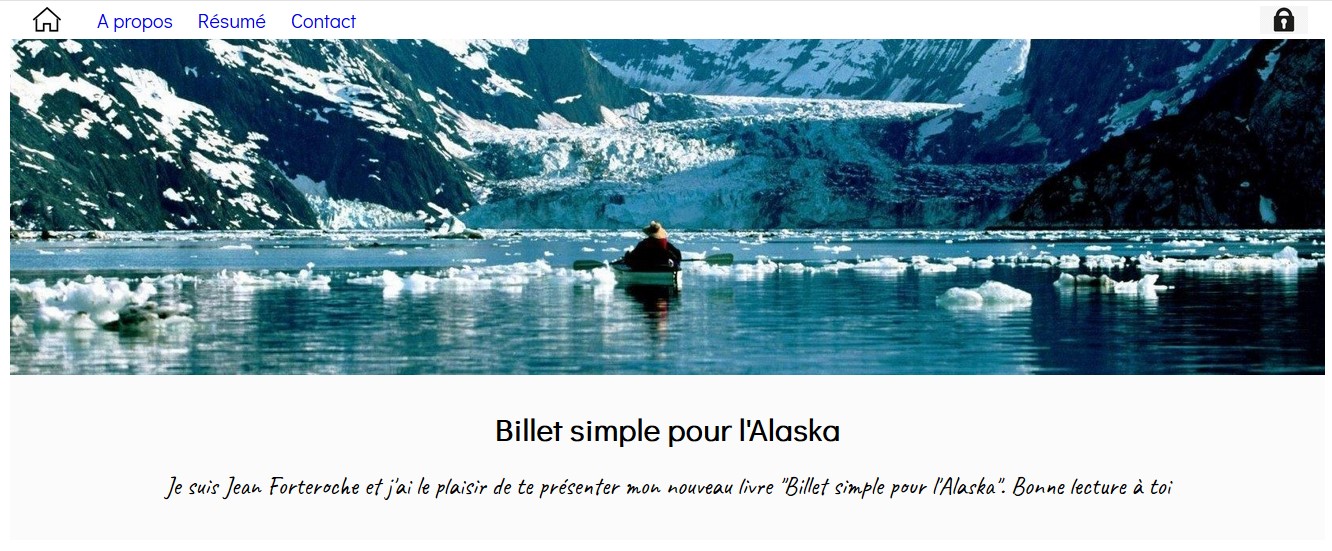 A propos Résumé Contact
Billet simple pour l'Alaska
Je suis Jean Forteroche et j'ai le plaisir de te présenter mon nouveau livre "Billet simple pour l'Alaska". Bonne lecture à toi